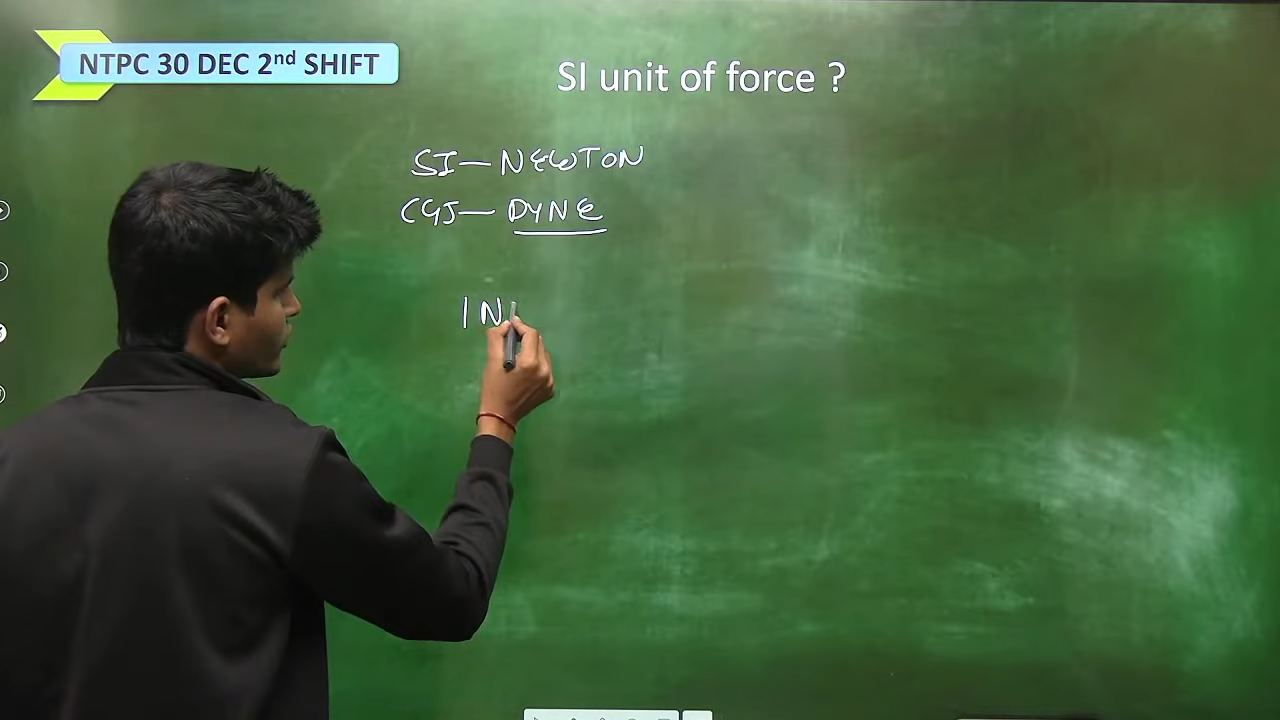 NTPC 30 DEC 2nd SHIFT
SI unit of force ?
SI — NEWTON
CGS — DYNE
1 N